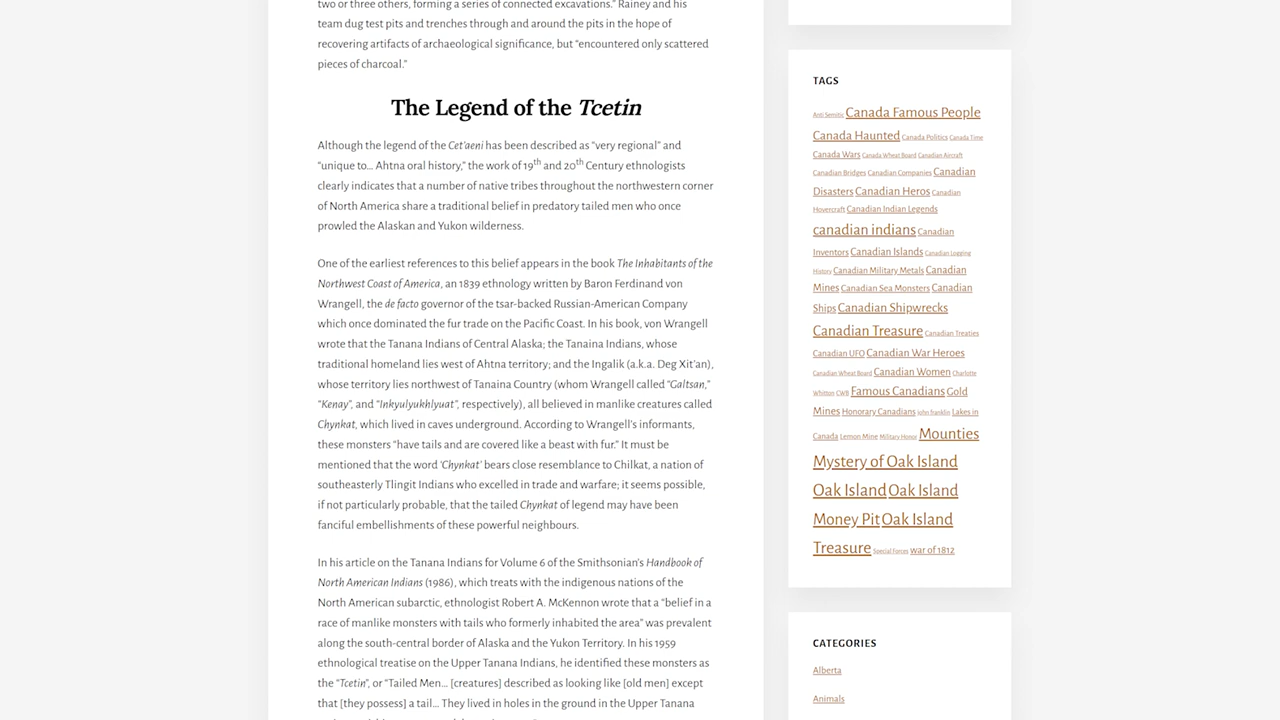 two or three others, forming a series of connected excavations.” Rainey and his
team dug test pits and trenches through and around the pits in the hope of
recovering artifacts of archaeological significance, but “encountered only scattered
pieces of charcoal.”
The Legend of the Tcetin
Although the legend of the Cet’aeni has been described as “very regional” and
“unique to… Ahtna oral history,” the work of 19th and 20th Century ethnologists
clearly indicates that a number of native tribes throughout the northwestern corner
of North America share a traditional belief in predatory tailed men who once
prowled the Alaskan and Yukon wilderness.
One of the earliest references to this belief appears in the book The Inhabitants of the
Northwest Coast of America, an 1839 ethnology written by Baron Ferdinand von
Wrangell, the de facto governor of the tsar-backed Russian-American Company
which once dominated the fur trade on the Pacific Coast. In his book, von Wrangell
wrote that the Tanana Indians of Central Alaska; the Tanaina Indians, whose
traditional homeland lies west of Ahtna territory; and the Ingalik (a.k.a. Deg Xit’an),
whose territory lies northwest of Tanaina Country (whom Wrangell called “Galtsan,”
“Kenay”, and “Inkyulyukhlyuat”, respectively), all believed in manlike creatures called
Chynkat, which lived in caves underground. According to Wrangell’s informants,
these monsters “have tails and are covered like a beast with fur.” It must be
mentioned that the word ‘Chynkat’ bears close resemblance to Chilkat, a nation of
southeasterly Tlingit Indians who excelled in trade and warfare; it seems possible,
if not particularly probable, that the tailed Chynkat of legend may have been
fanciful embellishments of these powerful neighbours.
In his article on the Tanana Indians for Volume 6 of the Smithsonian’s Handbook of
North American Indians (1986), which treats with the indigenous nations of the
North American subarctic, ethnologist Robert A. McKennon wrote that a “belief in a
race of manlike monsters with tails who formerly inhabited the area” was prevalent
along the south-central border of Alaska and the Yukon Territory. In his 1959
ethnological treatise on the Upper Tanana Indians, he identified these monsters as
the “Tcetin”, or “Tailed Men… [creatures] described as looking like [old men] except
that [they possess] a tail… They lived in holes in the ground in the Upper Tanana
TAGS
Anti Semitic Canada Famous People
Canada Haunted Canada Politics Canada Time
Canada Wars Canada Wheat Board Canadian Aircraft
Canadian Bridges Canadian Companies Canadian
Disasters Canadian Heros Canadian
Hovercraft Canadian Indian Legends
canadian indians Canadian
Inventors Canadian Islands Canadian Logging
History Canadian Military Metals Canadian
Mines Canadian Sea Monsters Canadian
Ships Canadian Shipwrecks
Canadian Treasure Canadian Treaties
Canadian UFO Canadian War Heroes
Canadian Wheat Board Canadian Women Charlotte
Whitton CWB Famous Canadians Gold
Mines Honorary Canadians John franklin Lakes in
Canada Lemon Mine Military Honor Mounties
Mystery of Oak Island
Oak Island Oak Island
Money Pit Oak Island
Treasure Special Forces war of 1812
CATEGORIES
Alberta
Animals